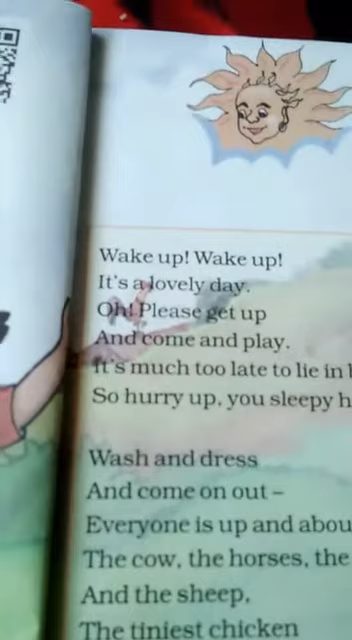 Wake up! Wake up!
It's a lovely day.
Oh! Please get up
And come and play.
It's much too late to lie in
So hurry up, you sleepy
Wash and dress
And come on out –
Everyone is up and
The cow, the horses, the
And the sheep,
The tiniest chicken